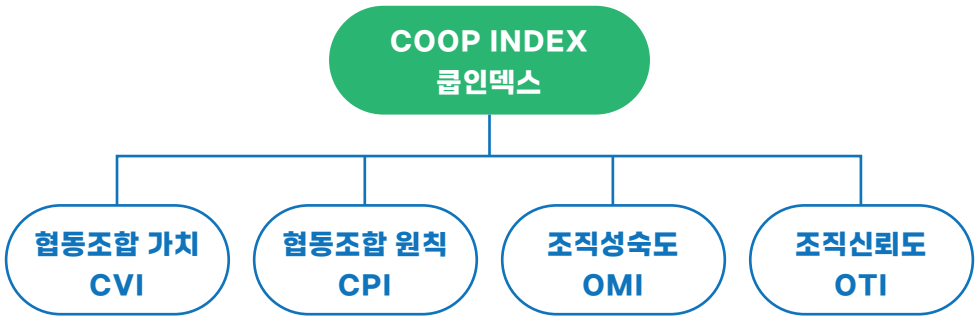 COOP INDEX
쿱인덱스
협동조합 가치
CVI
협동조합 원칙
CPI
조직성숙도
OMI
조직신뢰도
OTI